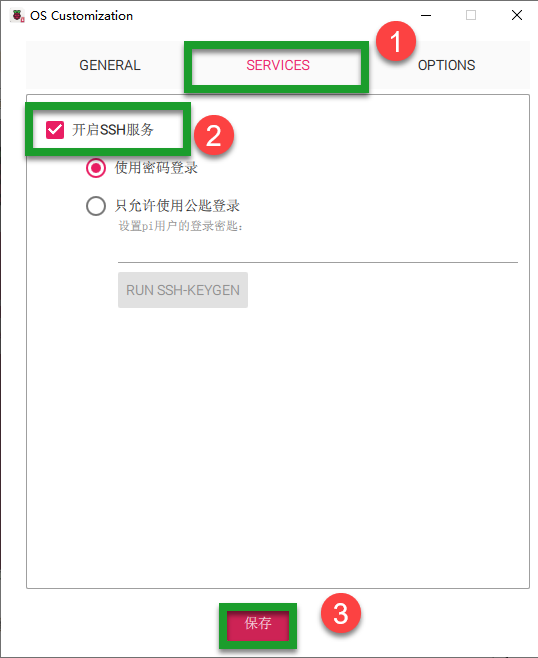 OS Customization
1
GENERAL SERVICES OPTIONS
开启SSH服务
2
使用密码登录
只允许使用公匙登录
设置pi用户的登录密匙:
RUN SSH-KEYGEN
保存
3